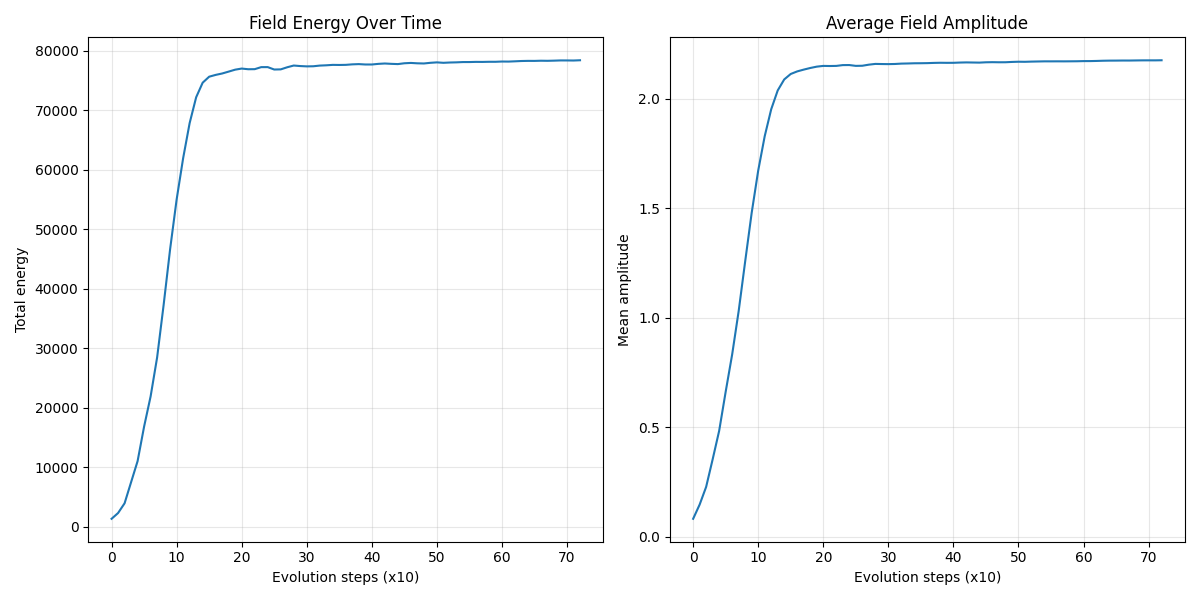 Field Energy Over Time
Total energy
80000
70000
60000
50000
40000
30000
20000
10000
0
0 10 20 30 40 50 60 70
Evolution steps (x10)
Average Field Amplitude
Mean amplitude
2.0
1.5
1.0
0.5
0.0
0 10 20 30 40 50 60 70
Evolution steps (x10)